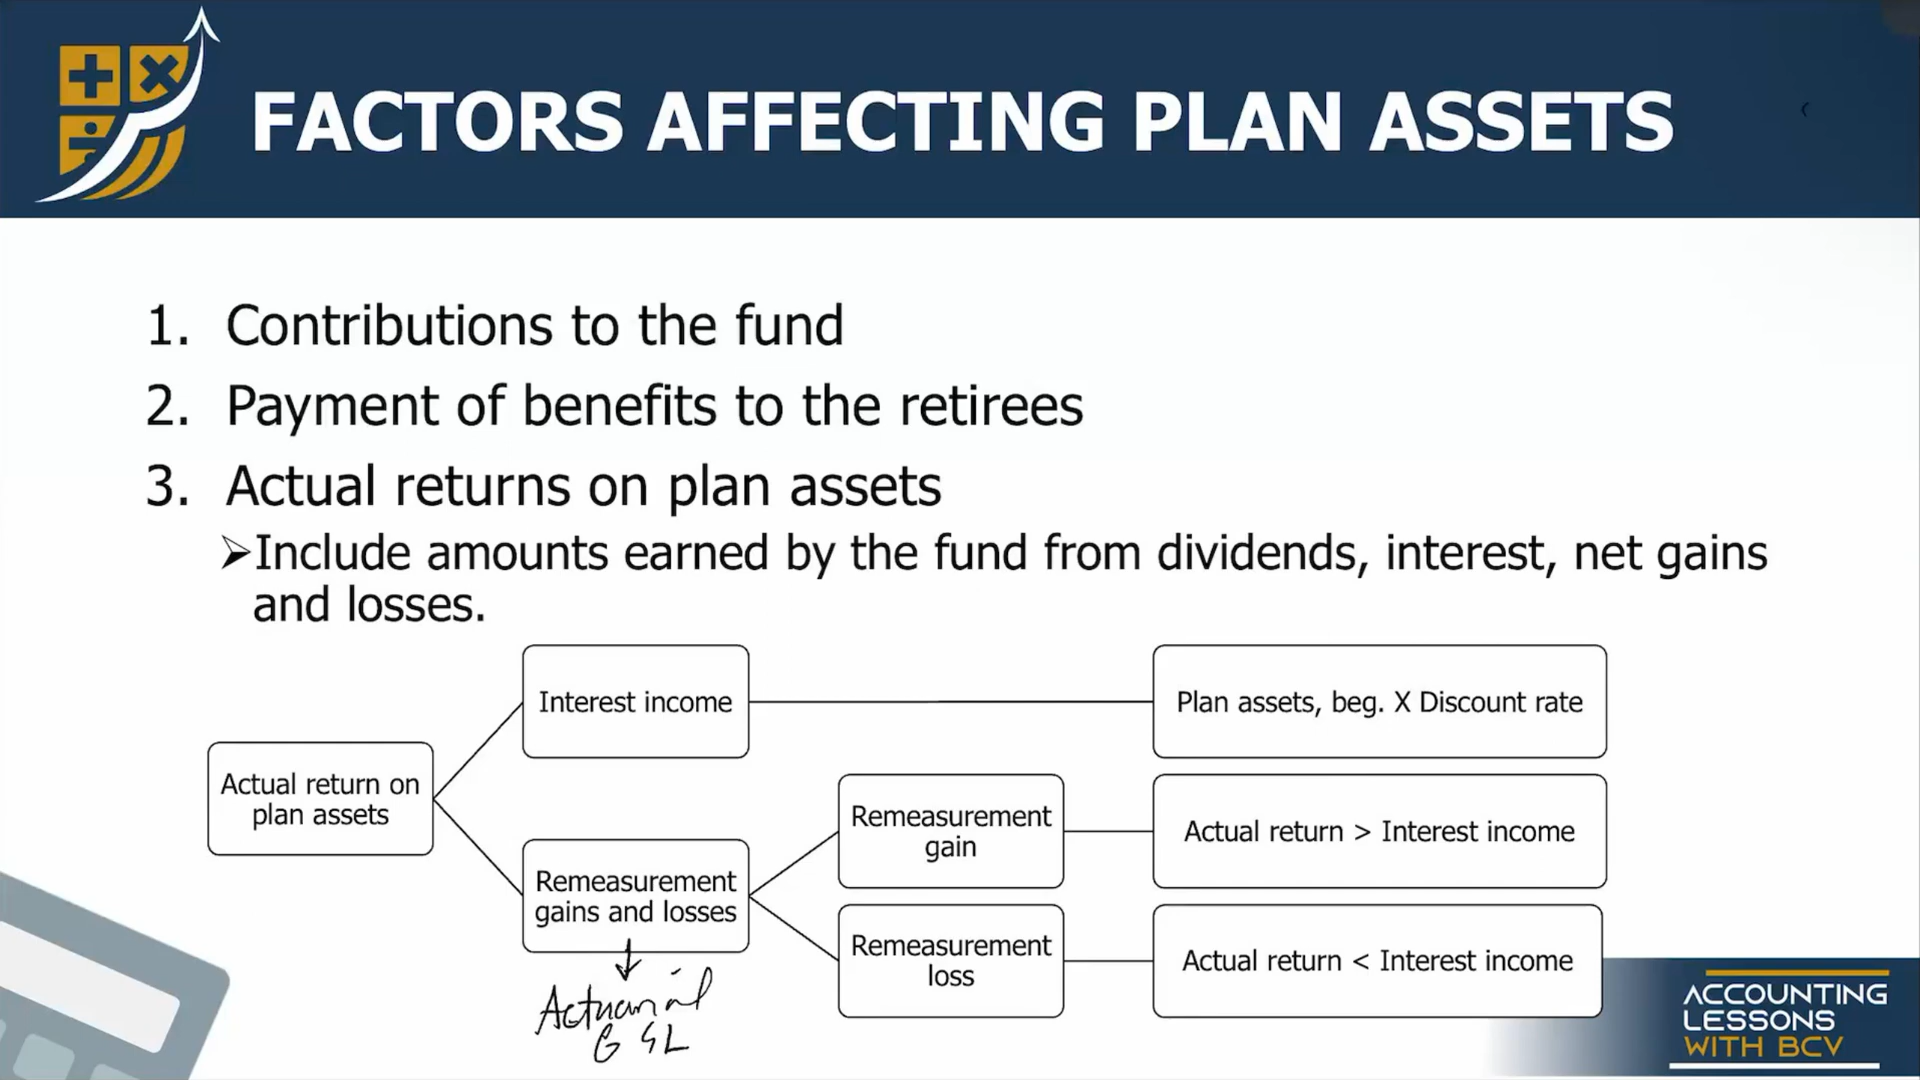 FACTORS AFFECTING PLAN ASSETS
1. Contributions to the fund
2. Payment of benefits to the retirees
3. Actual returns on plan assets
➢Include amounts earned by the fund from dividends, interest, net gains
and losses.
Actual return on
plan assets
Interest income
Plan assets, beg. X Discount rate
Remeasurement
gains and losses
Remeasurement
gain
Actual return > Interest income
Remeasurement
loss
Actual return < Interest income
Actuarial
G & L
ACCOUNTING
LESSONS
WITH BCV